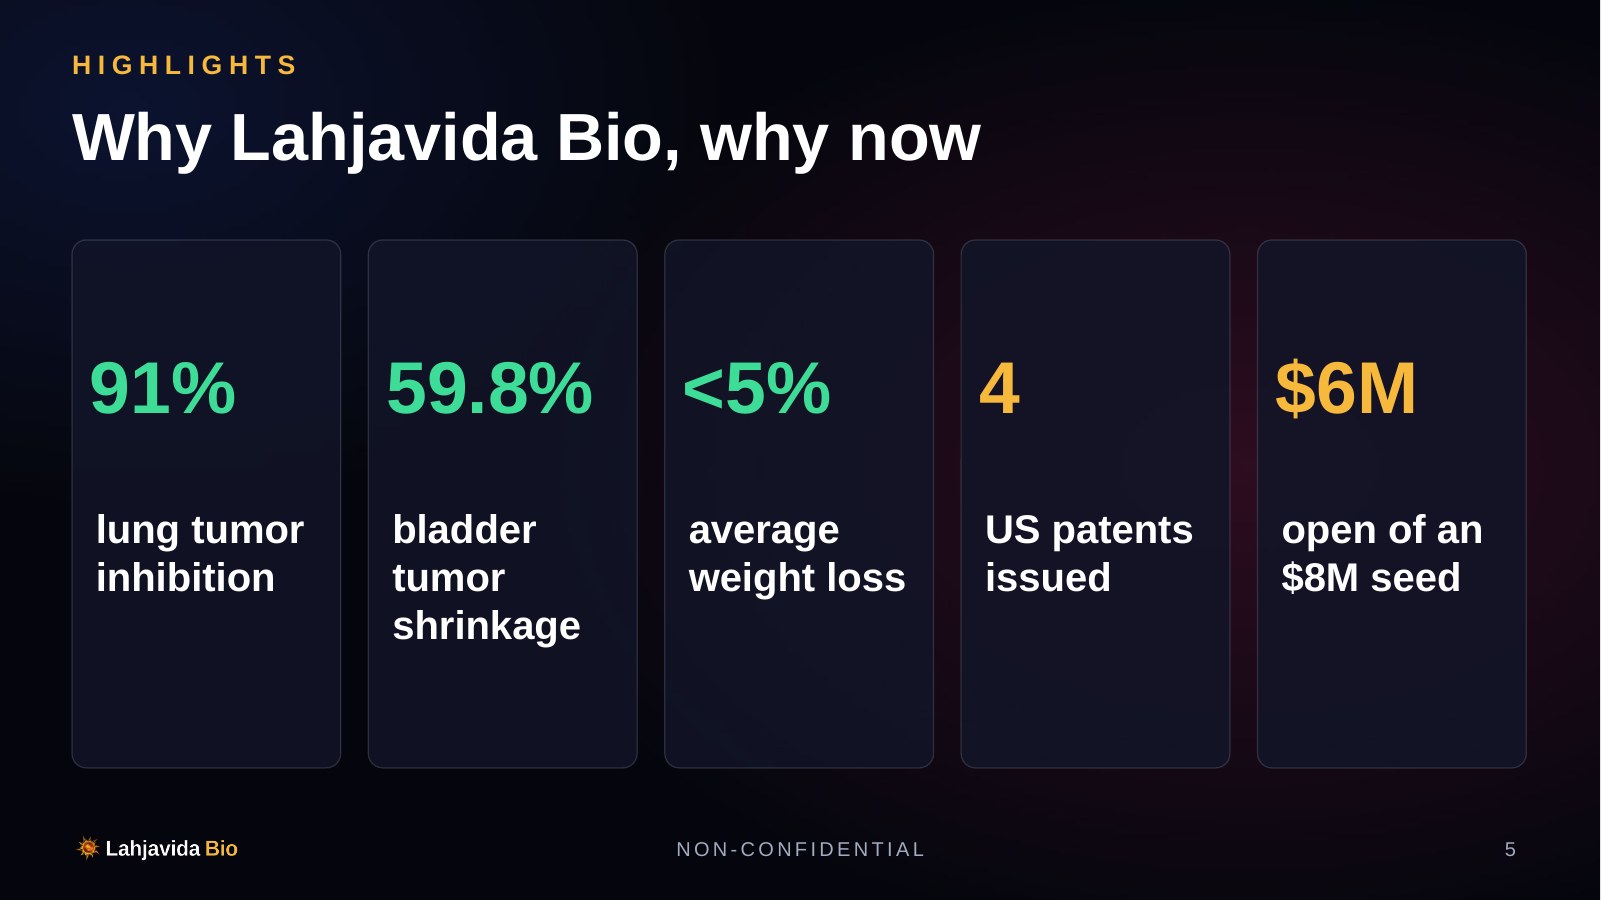 HIGHLIGHTS
Why Lahjavida Bio, why now
91%
lung tumor
inhibition
59.8%
bladder
tumor
shrinkage
<5%
average
weight loss
4
US patents
issued
$6M
open of an
$8M seed
Lahjavida Bio
NON-CONFIDENTIAL
5